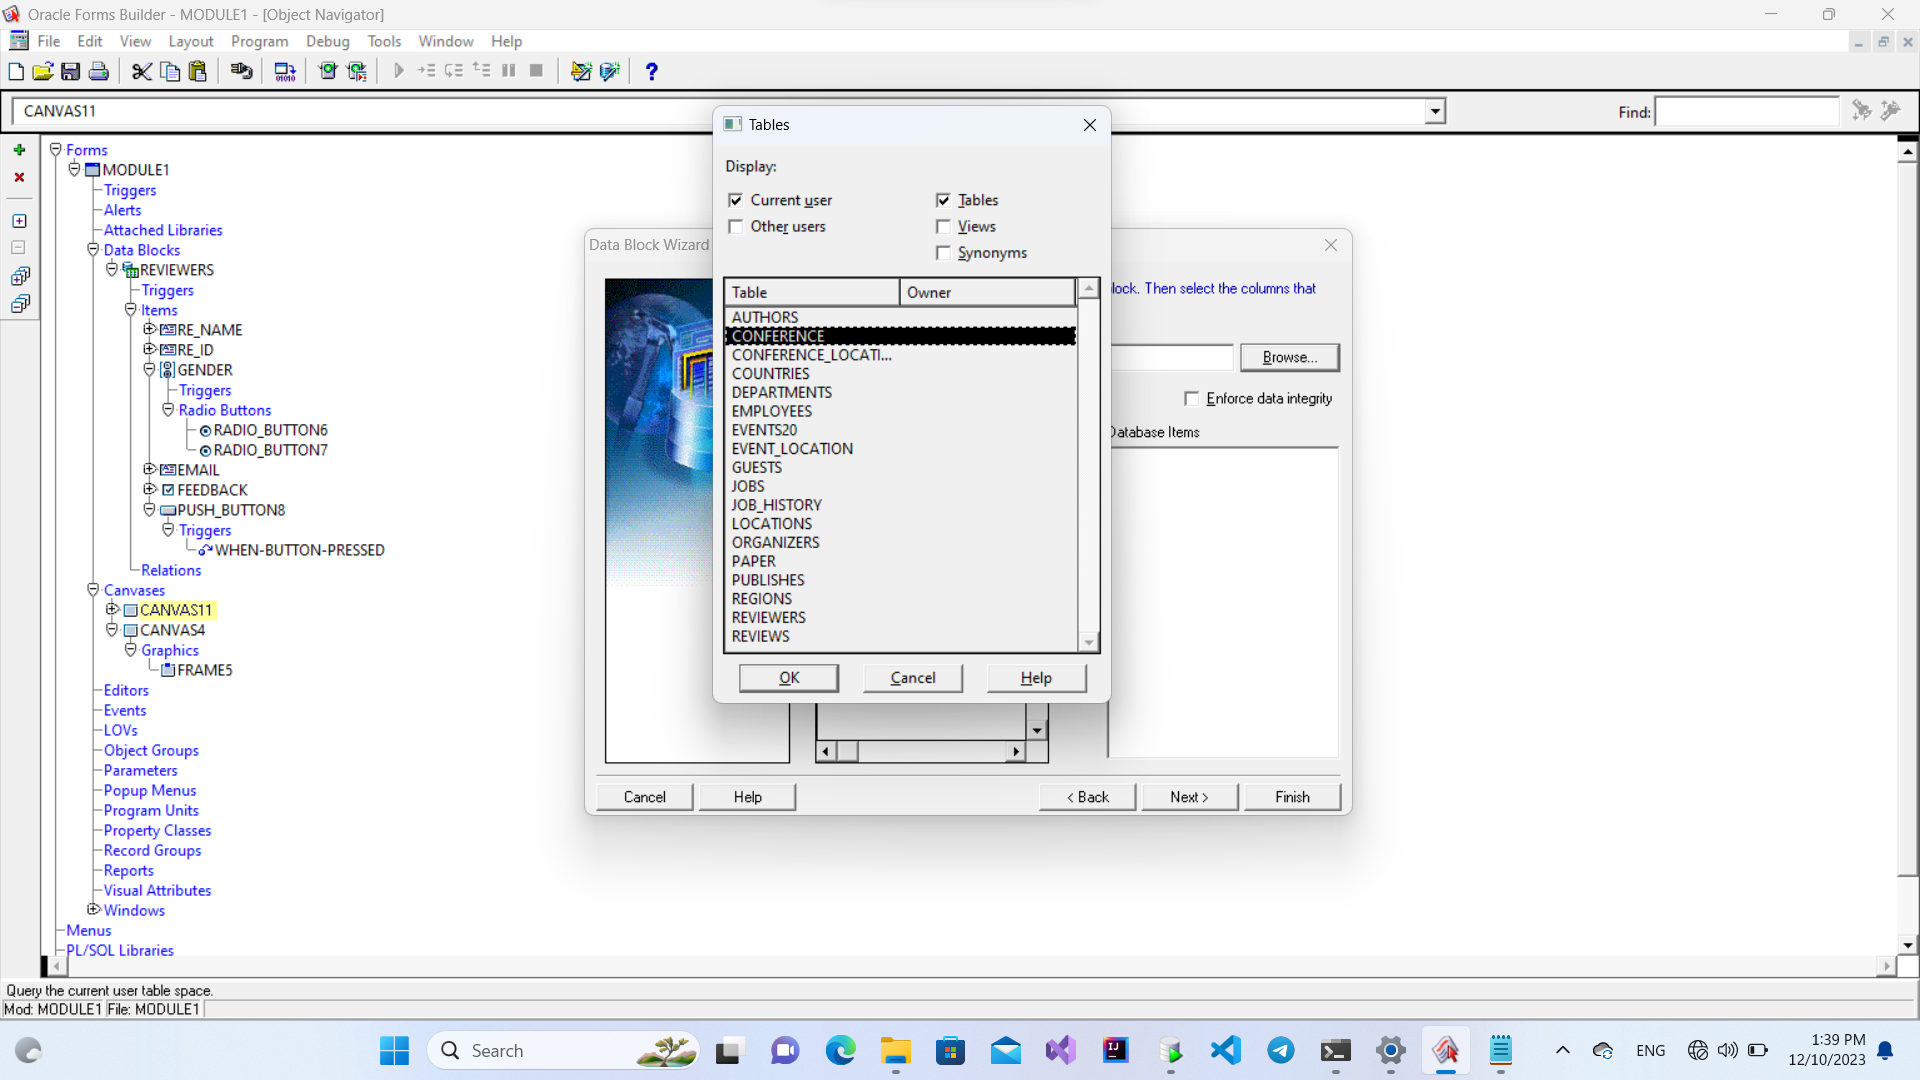 Oracle Forms Builder - MODULE1 - [Object Navigator]
File Edit View Layout Program Debug Tools Window Help
CANVAS11
Find:
Forms
MODULE1
Triggers
Alerts
Attached Libraries
Data Blocks
REVIEWERS
Triggers
Items
RE_NAME
RE_ID
GENDER
Triggers
Radio Buttons
RADIO_BUTTON6
RADIO_BUTTON7
EMAIL
FEEDBACK
PUSH_BUTTON8
Triggers
WHEN-BUTTON-PRESSED
Relations
Canvases
CANVAS11
CANVAS4
Graphics
FRAME5
Editors
Events
LOVs
Object Groups
Parameters
Popup Menus
Program Units
Property Classes
Record Groups
Reports
Visual Attributes
Windows
Menus
PL/SQL Libraries
Data Block Wizard
lock. Then select the columns that
Browse...
Enforce data integrity
Database Items
Cancel Help < Back Next > Finish
Tables
Display:
Current user Tables
Other users Views
Synonyms
Table Owner
AUTHORS
CONFERENCE
CONFERENCE_LOCATI...
COUNTRIES
DEPARTMENTS
EMPLOYEES
EVENTS20
EVENT_LOCATION
GUESTS
JOBS
JOB_HISTORY
LOCATIONS
ORGANIZERS
PAPER
PUBLISHES
REGIONS
REVIEWERS
REVIEWS
OK Cancel Help
Query the current user table space.
Mod: MODULE1 File: MODULE1
Search
ENG
1:39 PM
12/10/2023